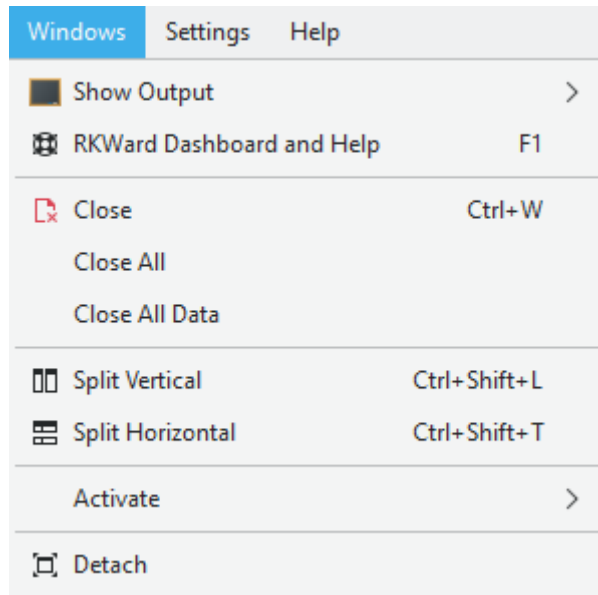 Windows Settings Help
Show Output
RKWard Dashboard and Help F1
Close Ctrl+W
Close All
Close All Data
Split Vertical Ctrl+Shift+L
Split Horizontal Ctrl+Shift+T
Activate
Detach